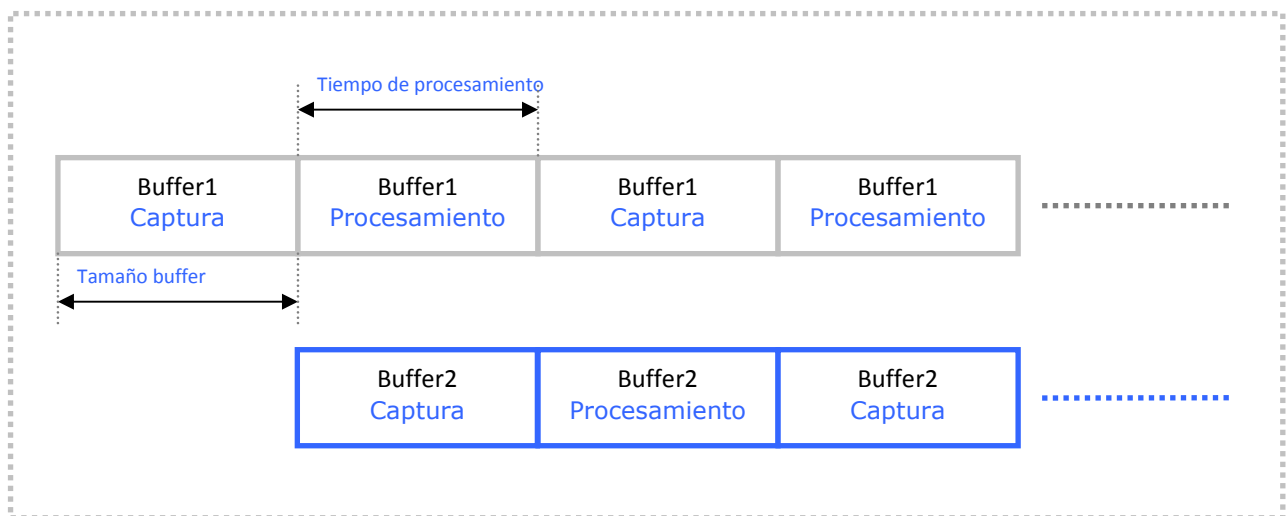 Tiempo de procesamiento
Buffer1
Captura
Buffer1
Procesamiento
Buffer1
Captura
Buffer1
Procesamiento
Tamaño buffer
Buffer2
Captura
Buffer2
Procesamiento
Buffer2
Captura